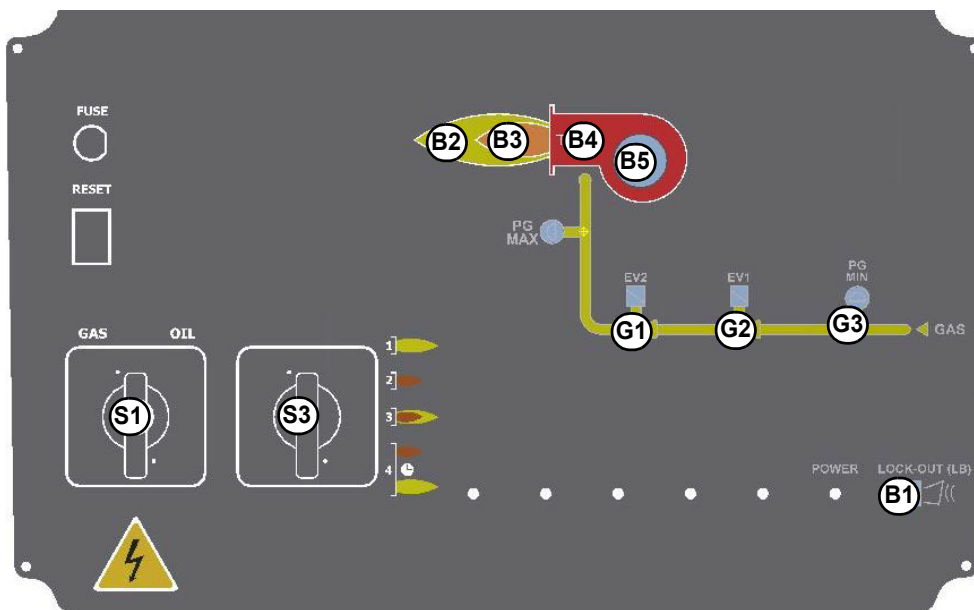 FUSE
RESET
B2 B3 B4 B5
PG
MAX
EV2
EV1
PG
MIN
G1 G2 G3 GAS
GAS OIL
S1 S3
1
2
3
4
POWER LOCK-OUT (LB)
B1